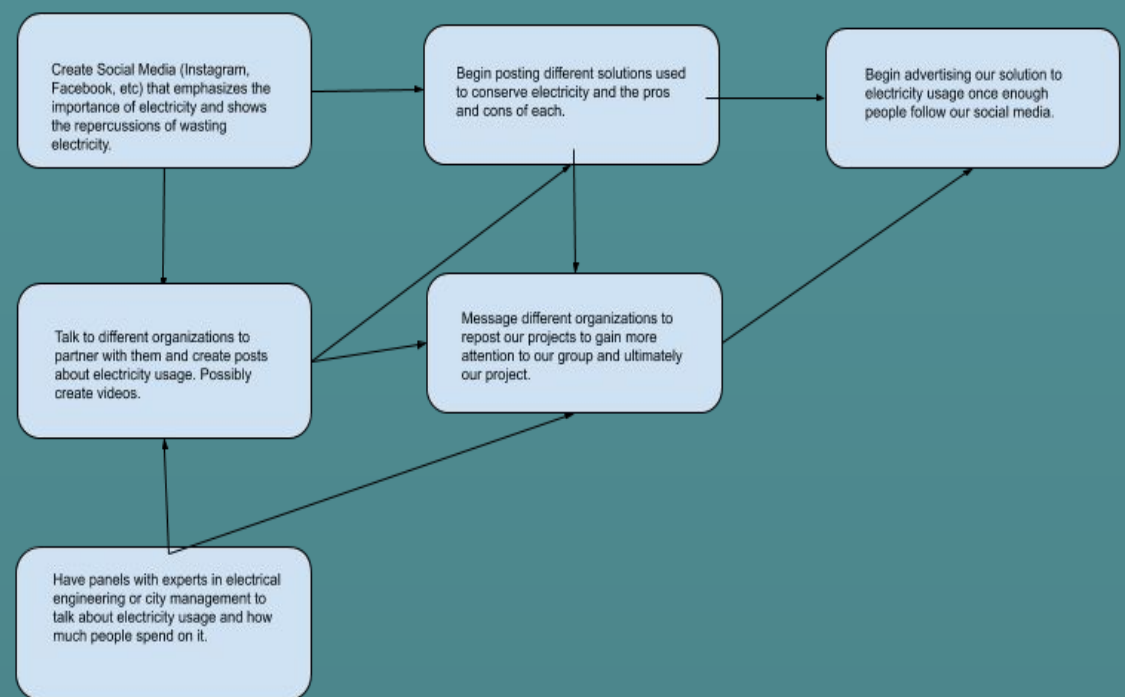 Create Social Media (Instagram,
Facebook, etc) that emphasizes the
importance of electricity and shows
the repercussions of wasting
electricity.
Begin posting different solutions used
to conserve electricity and the pros
and cons of each.
Begin advertising our solution to
electricity usage once enough
people follow our social media.
Talk to different organizations to
partner with them and create posts
about electricity usage. Possibly
create videos.
Message different organizations to
repost our projects to gain more
attention to our group and ultimately
our project.
Have panels with experts in electrical
engineering or city management to
talk about electricity usage and how
much people spend on it.